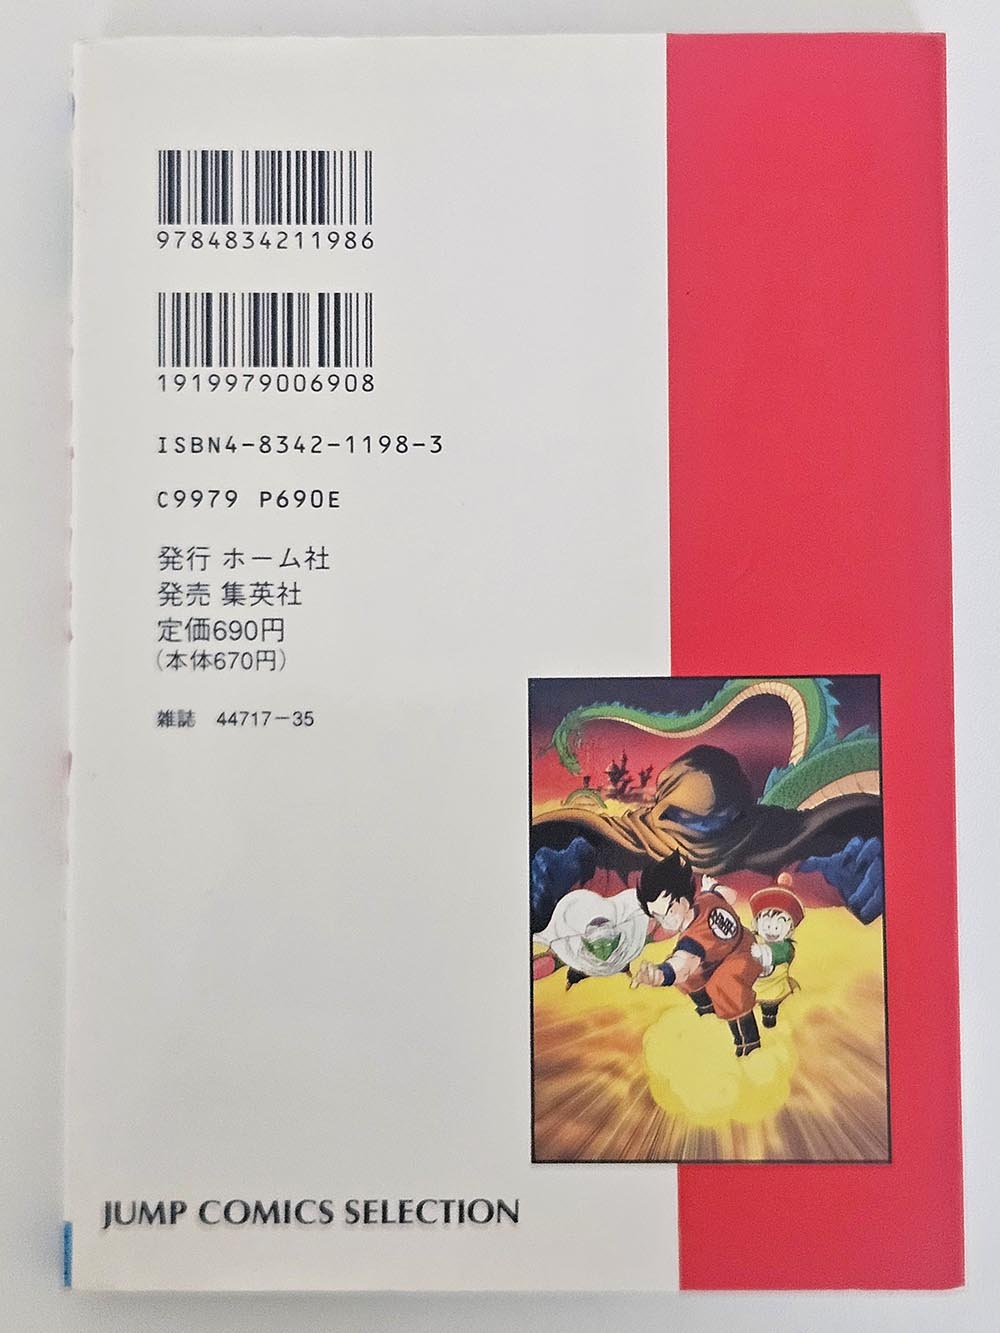 9784834211986
1919979006908
ISBN4-8342-1198-3
C9979 P690E
発行 ホーム社
発売 集英社
定価690円
(本体670円)
雑誌 44717-35
JUMP COMICS SELECTION